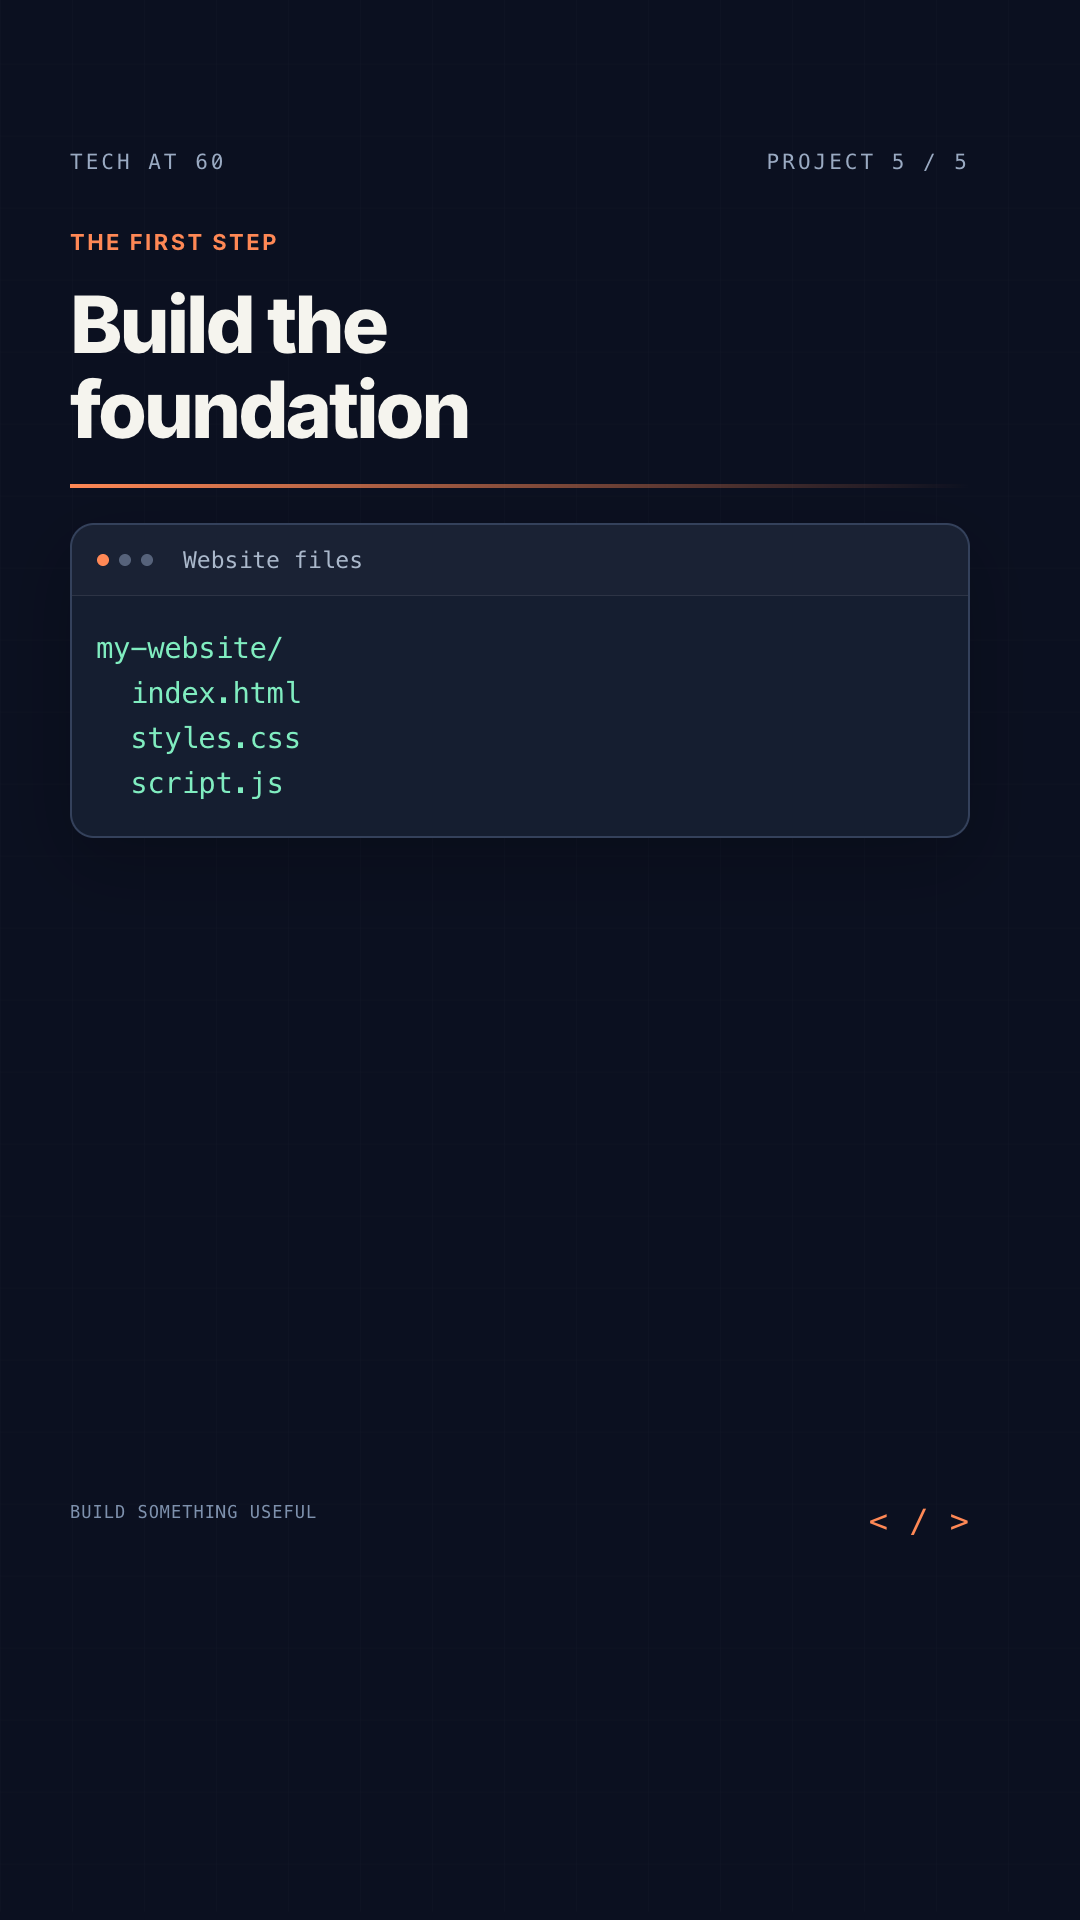 TECH AT 60
PROJECT 5 / 5
THE FIRST STEP
Build the
foundation
Website files
my-website/
  index.html
  styles.css
  script.js
BUILD SOMETHING USEFUL
< / >